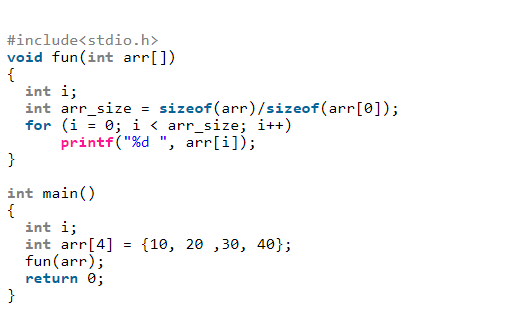 #include<stdio.h>
void fun(int arr[])
{
  int i;
  int arr_size = sizeof(arr)/sizeof(arr[0]);
  for (i = 0; i < arr_size; i++)
      printf("%d ", arr[i]);
}
int main()
{
  int i;
  int arr[4] = {10, 20 ,30, 40};
  fun(arr);
  return 0;
}